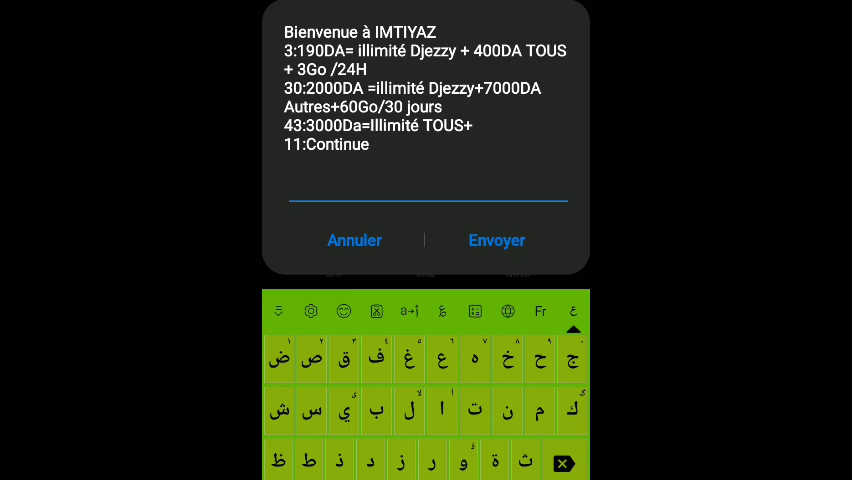 Bienvenue à IMTIYAZ
3:190DA= illimité Djezzy + 400DA TOUS
+ 3Go /24H
30:2000DA =illimité Djezzy+7000DA
Autres+60Go/30 jours
43:3000Da=Illimité TOUS+
11:Continue
Annuler | Envoyer
Fr ع
ض ص ق ف غ ع ه خ ح ج
ش س ي ب ل ا ت ن م ك
ظ ط ذ د ز ر و ة ث